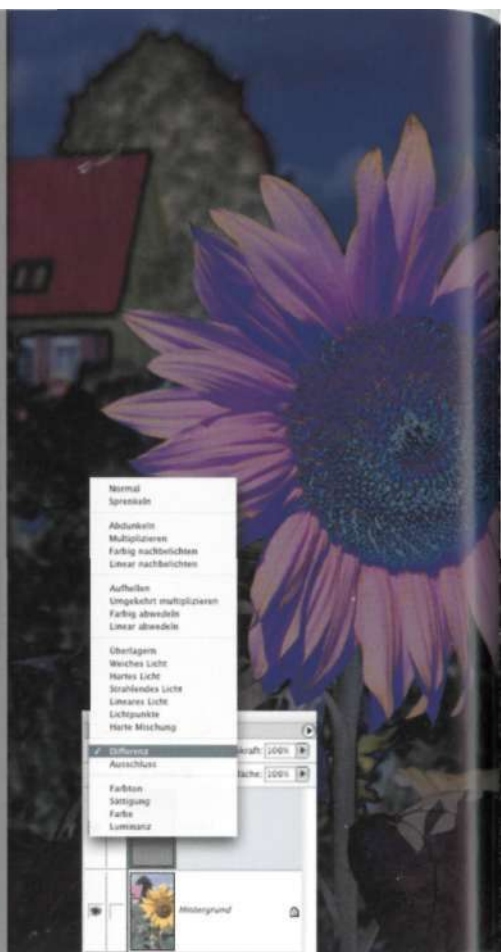 Normal
Sprenkeln
Abdunkeln
Multiplizieren
Farbig nachbelichten
Linear nachbelichten
Aufhellen
Umgekehrt multiplizieren
Farbig abwedeln
Linear abwedeln
Überlagern
Weiches Licht
Hartes Licht
Strahlendes Licht
Lineares Licht
Lichtpunkte
Harte Mischung
✓ Differenz kraft: 100%
Ausschluss
fläche: 100%
Farbton
Sättigung
Farbe
Luminanz
Hintergrund